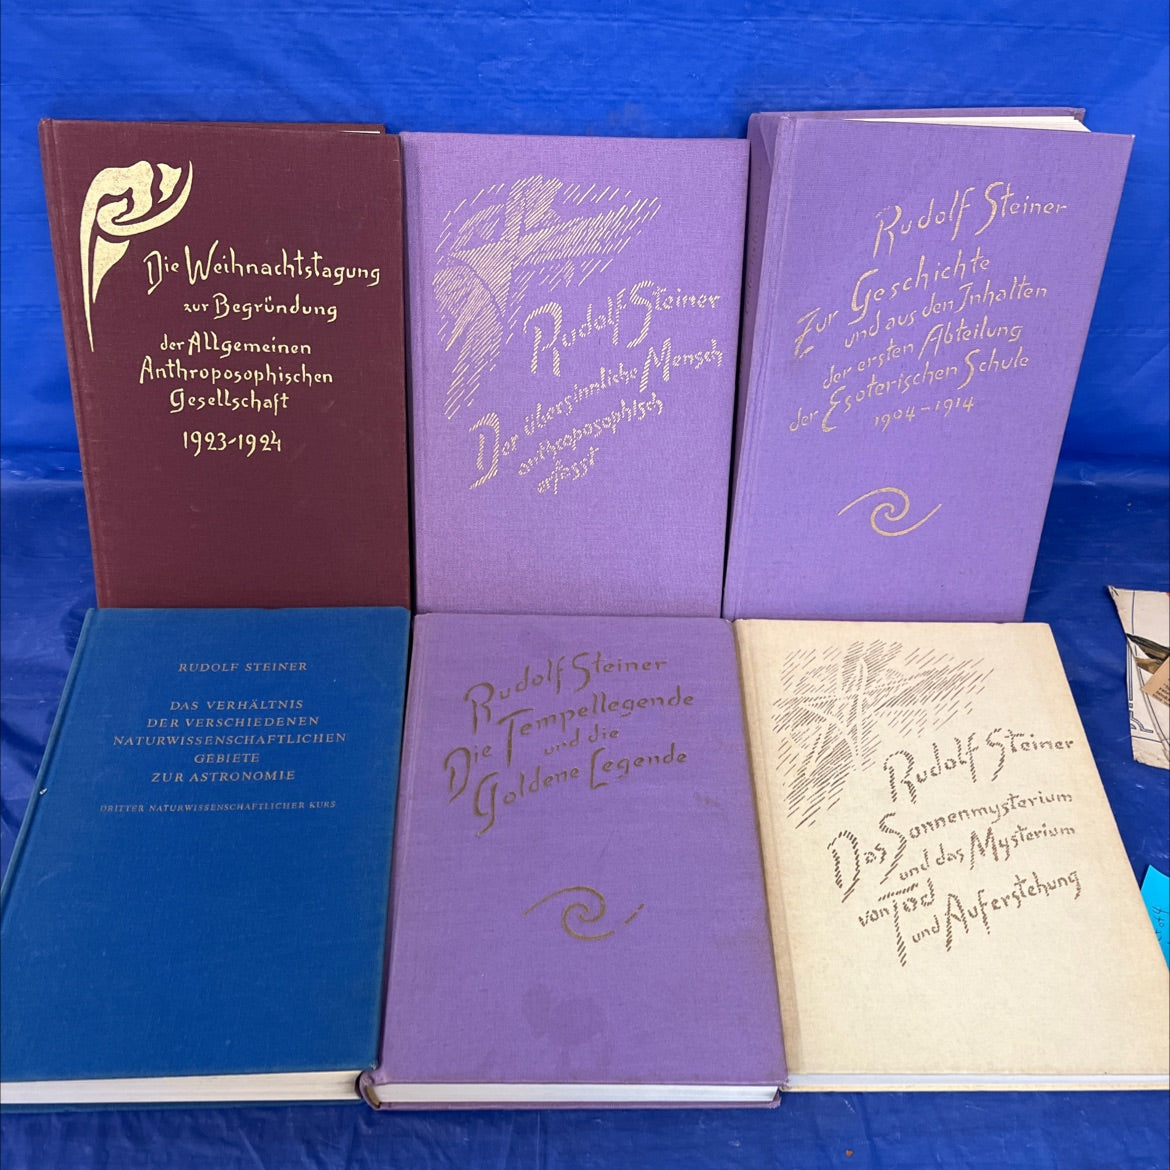 Die Weihnachtstagung
zur Begründung
der Allgemeinen
Anthroposophischen
Gesellschaft
1923-1924
Rudolf Steiner
Der übersinnliche Mensch
anthroposophisch
erfasst
Rudolf Steiner
Zur Geschichte
und aus den Inhalten
der ersten Abteilung
der Esoterischen Schule
1904-1914
RUDOLF STEINER
DAS VERHÄLTNIS
DER VERSCHIEDENEN
NATURWISSENSCHAFTLICHEN
GEBIETE
ZUR ASTRONOMIE
DRITTER NATURWISSENSCHAFTLICHER KURS
Rudolf Steiner
Die Tempellegende
und die
Goldene Legende
Rudolf Steiner
Das Sonnenmysterium
und das Mysterium
von Tod
und Auferstehung